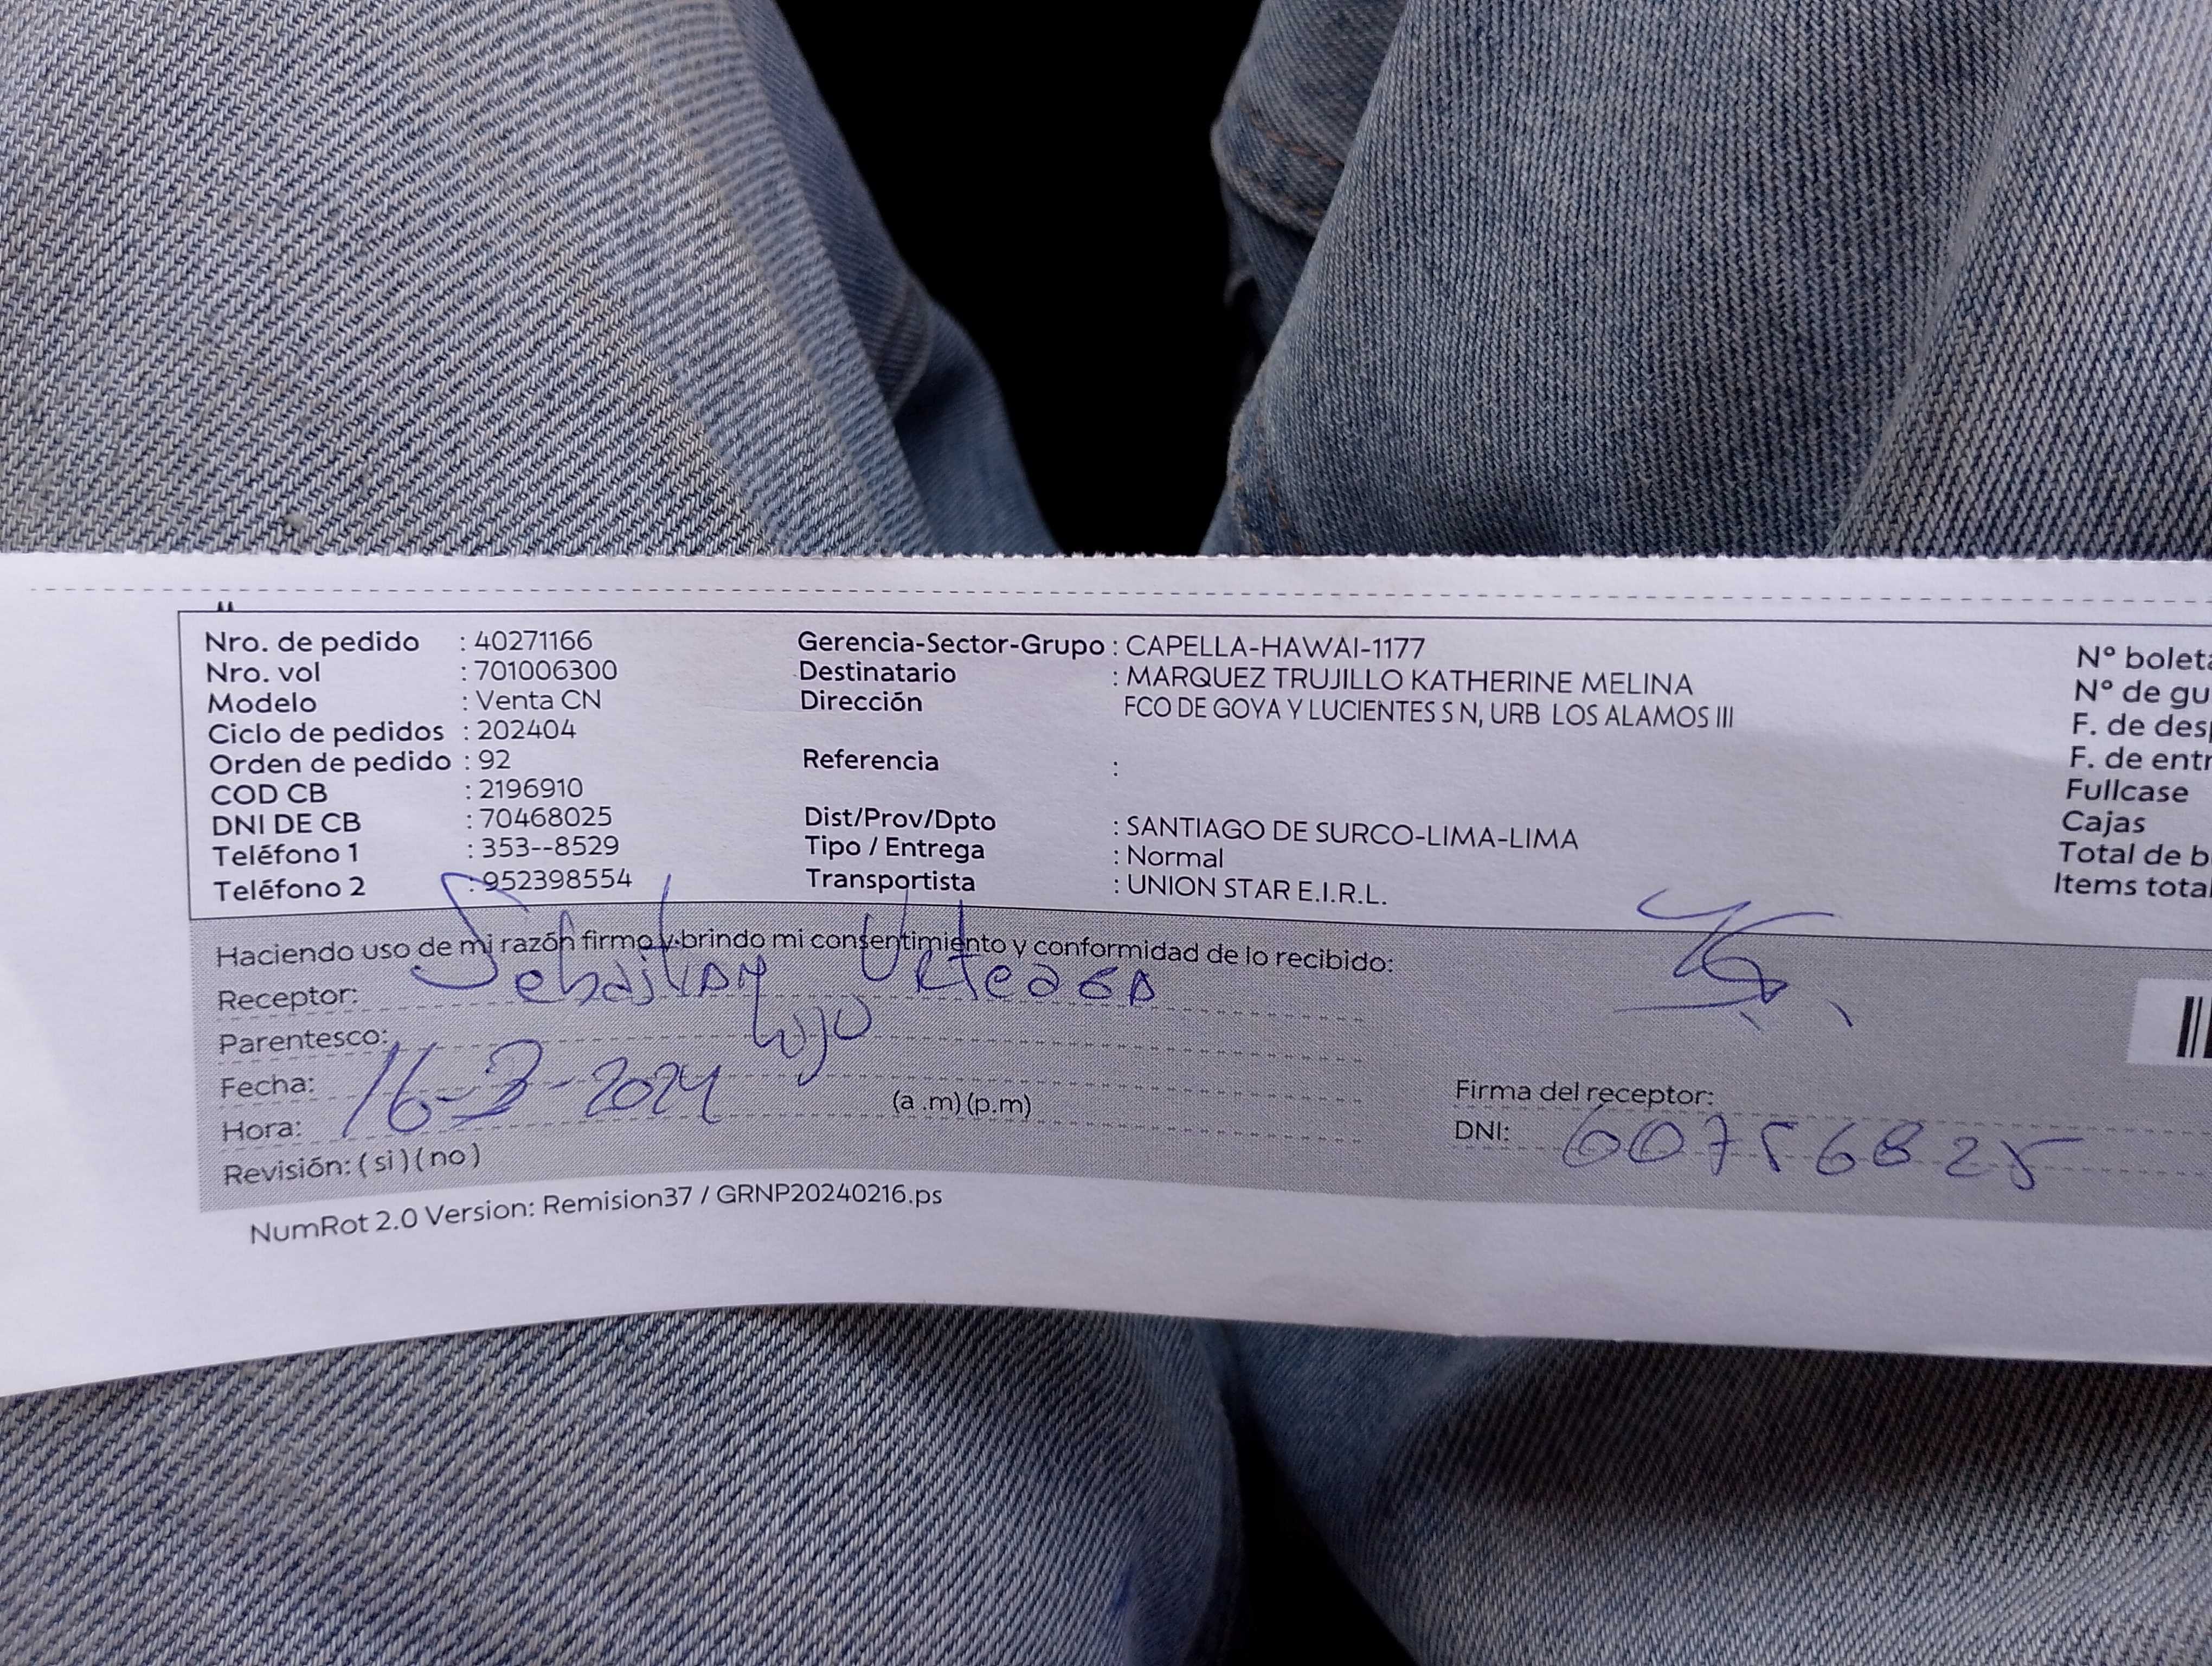 Nro. de pedido : 40271166 Gerencia-Sector-Grupo : CAPELLA-HAWAI-1177 N° boleta
Nro. vol : 701006300 Destinatario : MARQUEZ TRUJILLO KATHERINE MELINA N° de gu
Modelo : Venta CN Dirección FCO DE GOYA Y LUCIENTES S N, URB LOS ALAMOS III F. de desp
Ciclo de pedidos : 202404 F. de entr
Orden de pedido : 92 Referencia : Fullcase
COD CB : 2196910 Cajas
DNI DE CB : 70468025 Dist/Prov/Dpto : SANTIAGO DE SURCO-LIMA-LIMA Total de b
Teléfono 1 : 353--8529 Tipo / Entrega : Normal Items total
Teléfono 2 : 952398554 Transportista : UNION STAR E.I.R.L.
Haciendo uso de mi razón firmo y brindo mi consentimiento y conformidad de lo recibido:
Receptor: Sebastian Urteaga
Parentesco: hijo
Fecha: 16-3-2024 Firma del receptor:
Hora: (a .m) (p.m) DNI: 60756825
Revisión: ( si ) ( no )
NumRot 2.0 Version: Remision37 / GRNP20240216.ps